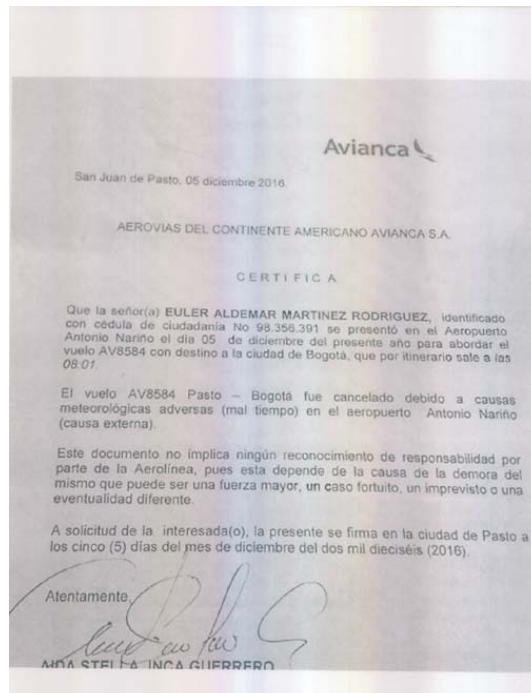 Avianca
San Juan de Pasto, 05 diciembre 2016.
AEROVIAS DEL CONTINENTE AMERICANO AVIANCA S.A.
CERTIFICA
Que la señor(a) EULER ALDEMAR MARTINEZ RODRIGUEZ, identificado
con cédula de ciudadanía No 98.356.391 se presentó en el Aeropuerto
Antonio Nariño el día 05 de diciembre del presente año para abordar el
vuelo AV8584 con destino a la ciudad de Bogotá, que por itinerario sale a las
08:01.
El vuelo AV8584 Pasto – Bogotá fue cancelado debido a causas
meteorológicas adversas (mal tiempo) en el aeropuerto Antonio Nariño
(causa externa).
Este documento no implica ningún reconocimiento de responsabilidad por
parte de la Aerolínea, pues esta depende de la causa de la demora del
mismo que puede ser una fuerza mayor, un caso fortuito, un imprevisto o una
eventualidad diferente.
A solicitud de la interesada(o), la presente se firma en la ciudad de Pasto a
los cinco (5) días del mes de diciembre del dos mil dieciséis (2016).
Atentamente,
AIDA STELLA INCA GUERRERO